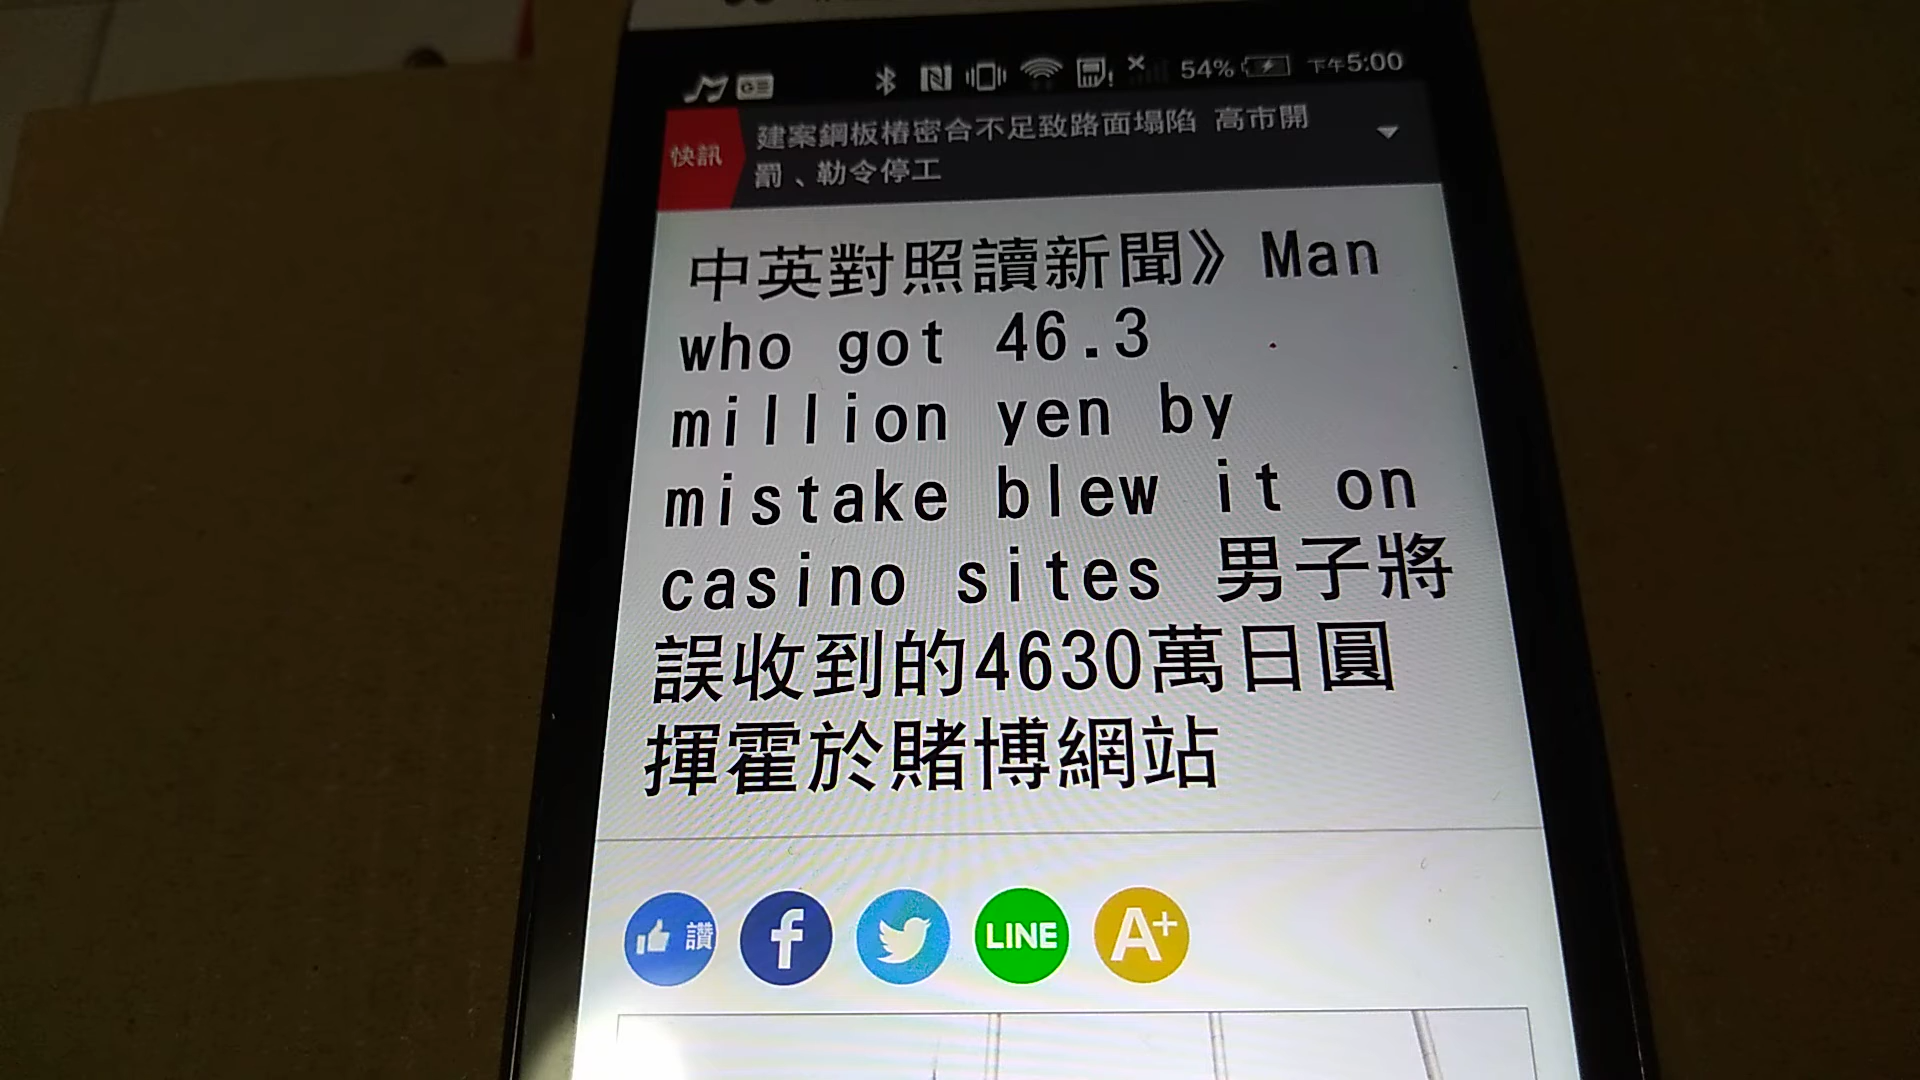 54% 下午5:00
快訊
建案鋼板樁密合不足致路面塌陷 高市開
罰、勒令停工
中英對照讀新聞》Man
who got 46.3
million yen by
mistake blew it on
casino sites 男子將
誤收到的4630萬日圓
揮霍於賭博網站
讚
f
LINE
A+